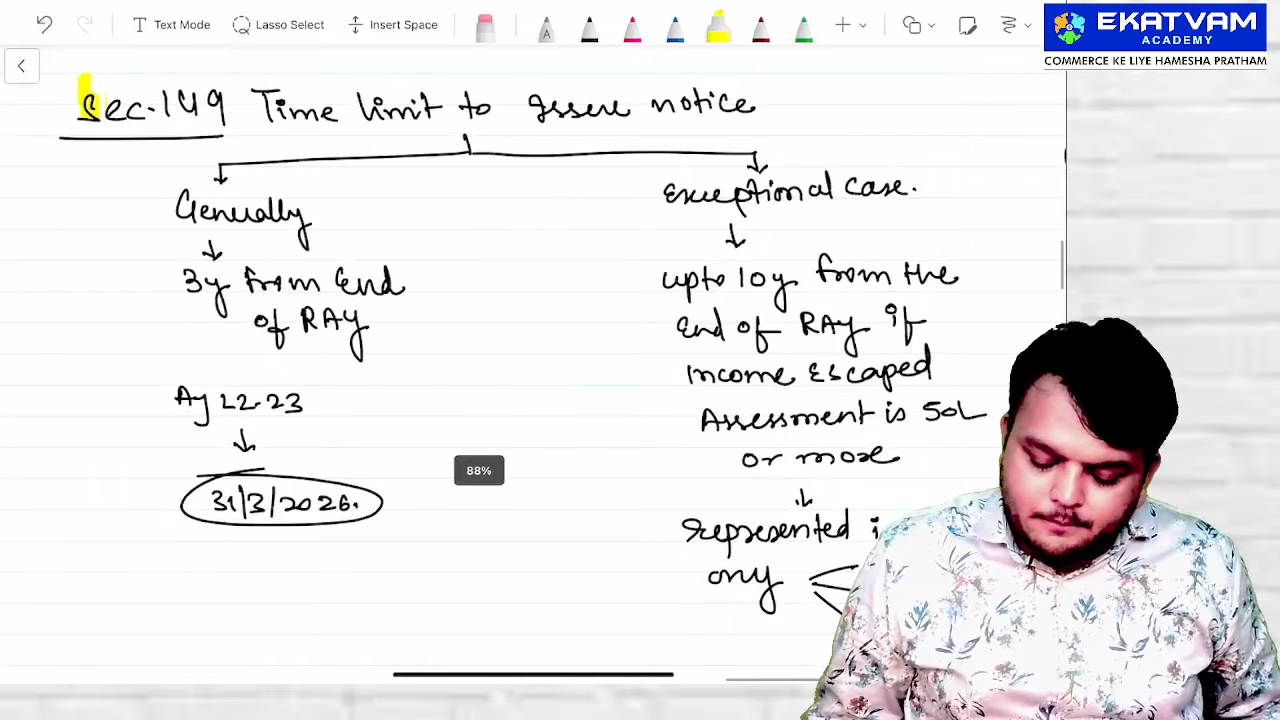 Text Mode
Lasso Select
Insert Space
A
EKATVAM
ACADEMY
COMMERCE KE LIYE HAMESHA PRATHAM
Sec.149 Time limit to Issue notice
Generally
3y from End
of RAY
Ay 22-23
31/3/2026.
Exceptional case.
upto 10y from the
End of RAy if
income Escaped
Assessment is 50L
or more
represented
any
88%